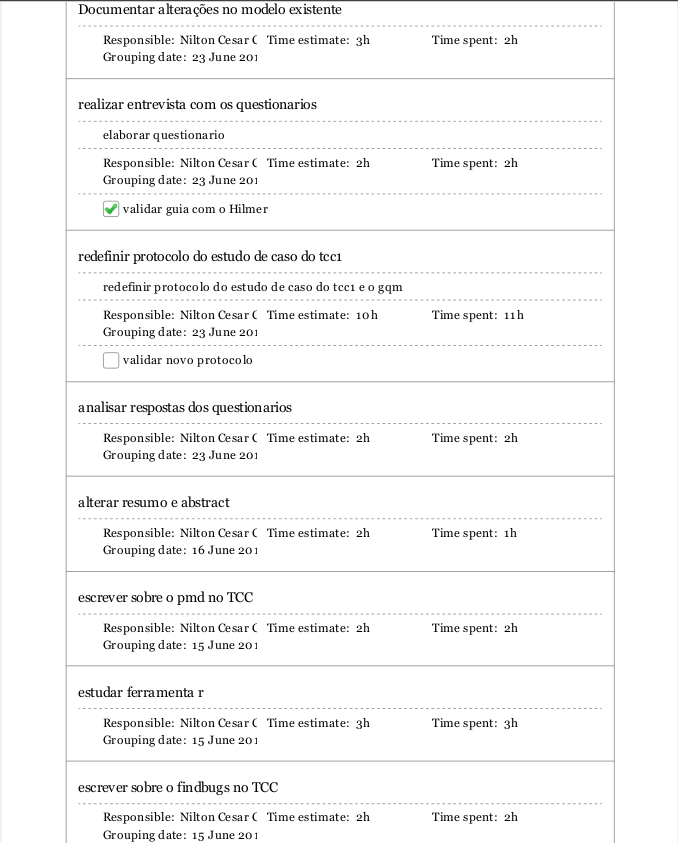 Documentar alterações no modelo existente
Responsible: Nilton Cesar C Time estimate: 3h Time spent: 2h
Grouping date: 23 June 201
realizar entrevista com os questionarios
elaborar questionario
Responsible: Nilton Cesar C Time estimate: 2h Time spent: 2h
Grouping date: 23 June 201
validar guia com o Hilmer
redefinir protocolo do estudo de caso do tcc1
redefinir protocolo do estudo de caso do tcc1 e o gqm
Responsible: Nilton Cesar C Time estimate: 10h Time spent: 11h
Grouping date: 23 June 201
validar novo protocolo
analisar respostas dos questionarios
Responsible: Nilton Cesar C Time estimate: 2h Time spent: 2h
Grouping date: 23 June 201
alterar resumo e abstract
Responsible: Nilton Cesar C Time estimate: 2h Time spent: 1h
Grouping date: 16 June 201
escrever sobre o pmd no TCC
Responsible: Nilton Cesar C Time estimate: 2h Time spent: 2h
Grouping date: 15 June 201
estudar ferramenta r
Responsible: Nilton Cesar C Time estimate: 3h Time spent: 3h
Grouping date: 15 June 201
escrever sobre o findbugs no TCC
Responsible: Nilton Cesar C Time estimate: 2h Time spent: 2h
Grouping date: 15 June 201